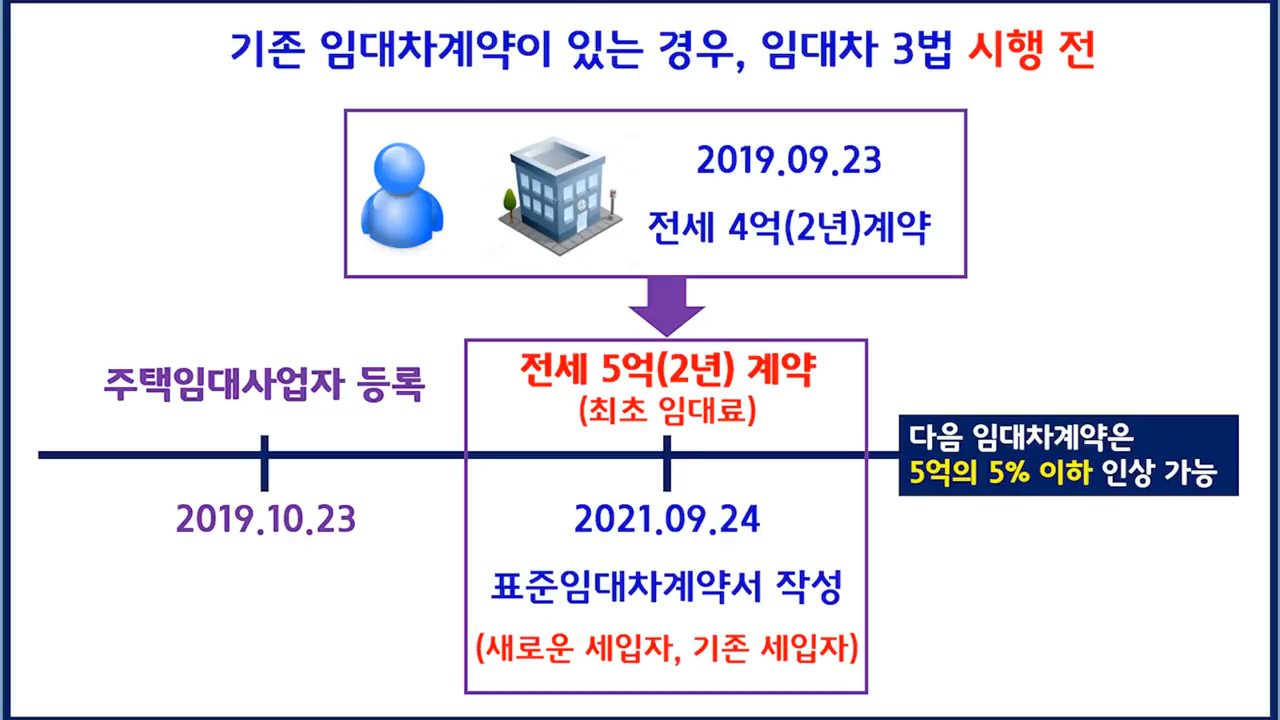 기존 임대차계약이 있는 경우, 임대차 3법 시행 전
2019.09.23
전세 4억(2년)계약
주택임대사업자 등록
전세 5억(2년) 계약
(최초 임대료)
다음 임대차계약은
5억의 5% 이하 인상 가능
2019.10.23
2021.09.24
표준임대차계약서 작성
(새로운 세입자, 기존 세입자)